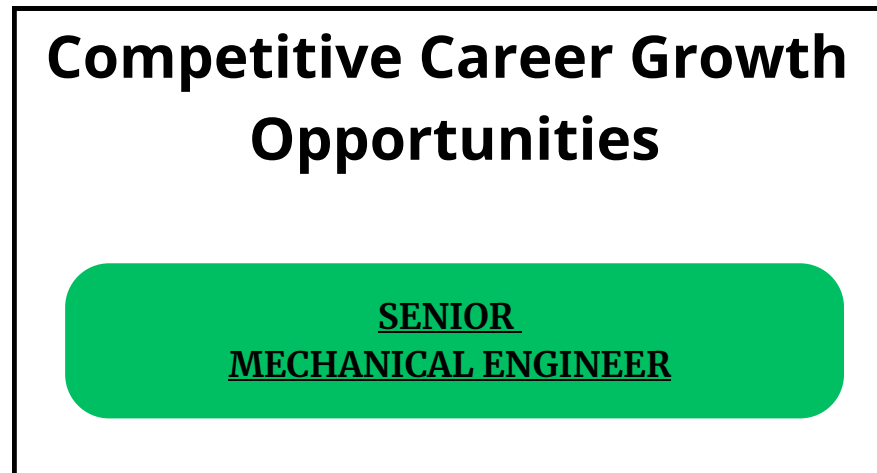 Competitive Career Growth
Opportunities
SENIOR
MECHANICAL ENGINEER